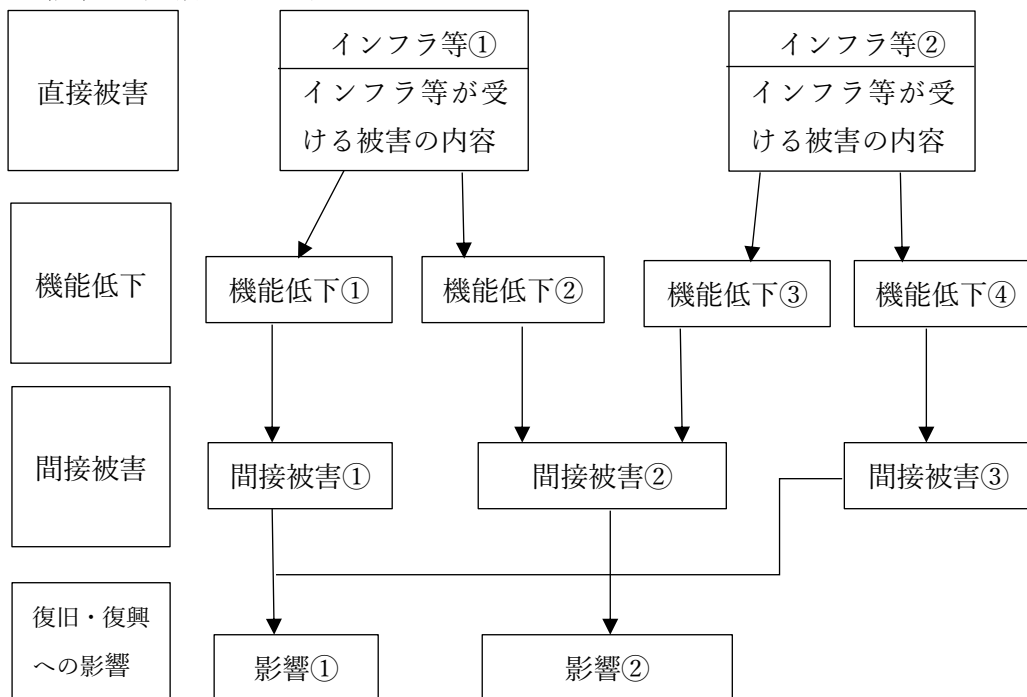 インフラ等①
インフラ等②
直接被害
インフラ等が受
ける被害の内容
インフラ等が受
ける被害の内容
機能低下
機能低下①
機能低下②
機能低下③
機能低下④
間接被害
間接被害①
間接被害②
間接被害③
復旧・復興
への影響
影響①
影響②